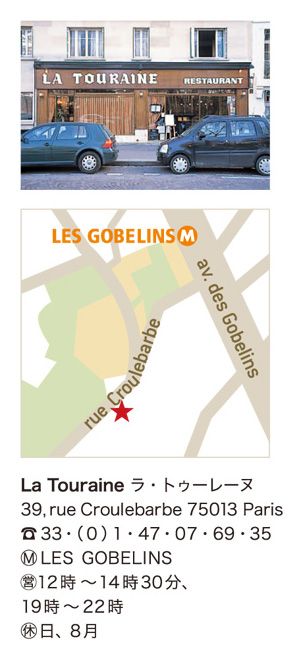 LA TOURAINE RESTAURANT
LES GOBELINS Ⓜ
av. des Gobelins
rue Croulebarbe
La Touraine ラ・トゥーレーヌ
39, rue Croulebarbe 75013 Paris
☎33・(0)1・47・07・69・35
ⓂLES GOBELINS
㊂12時〜14時30分、
19時〜22時
㊡日、8月